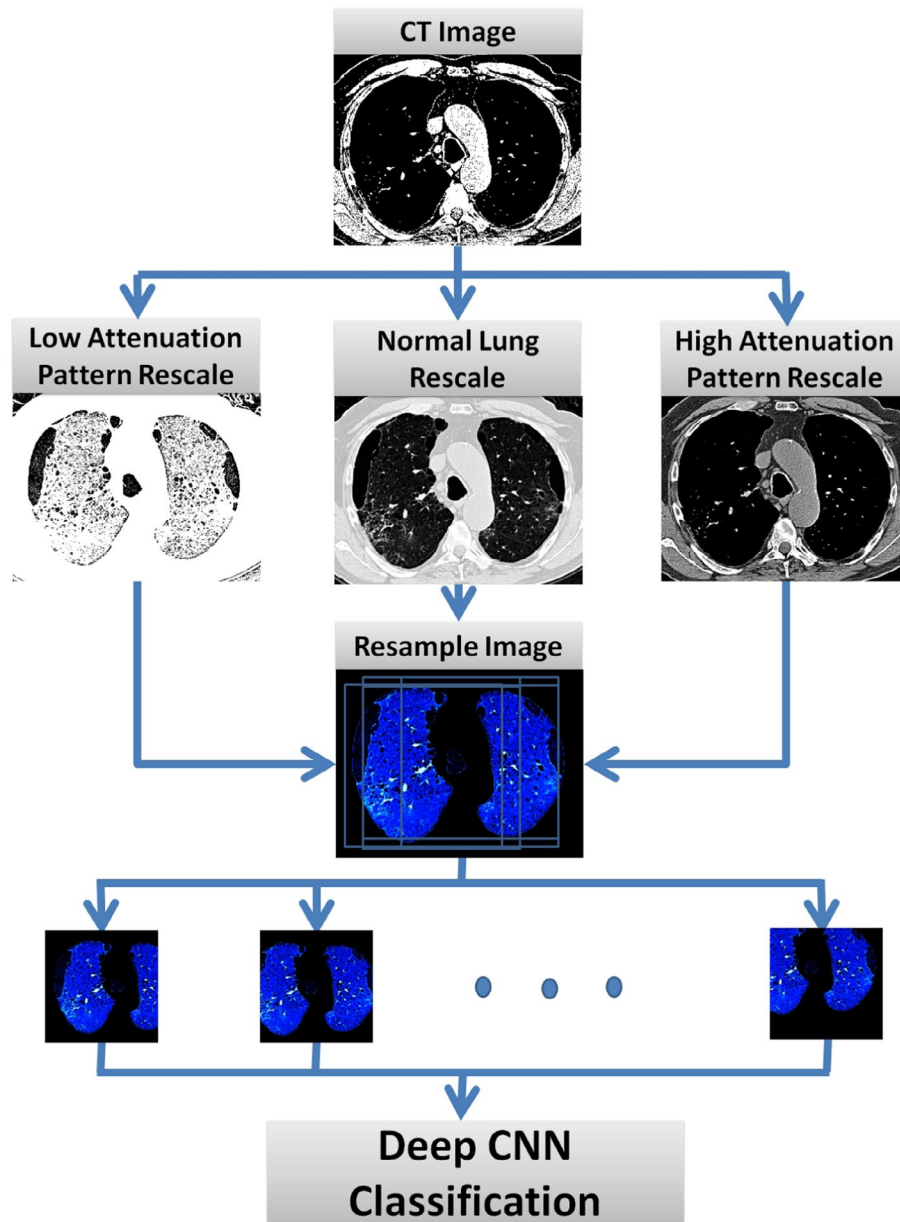 CT Image
Low Attenuation
Pattern Rescale
Normal Lung
Rescale
High Attenuation
Pattern Rescale
Resample Image
Deep CNN
Classification